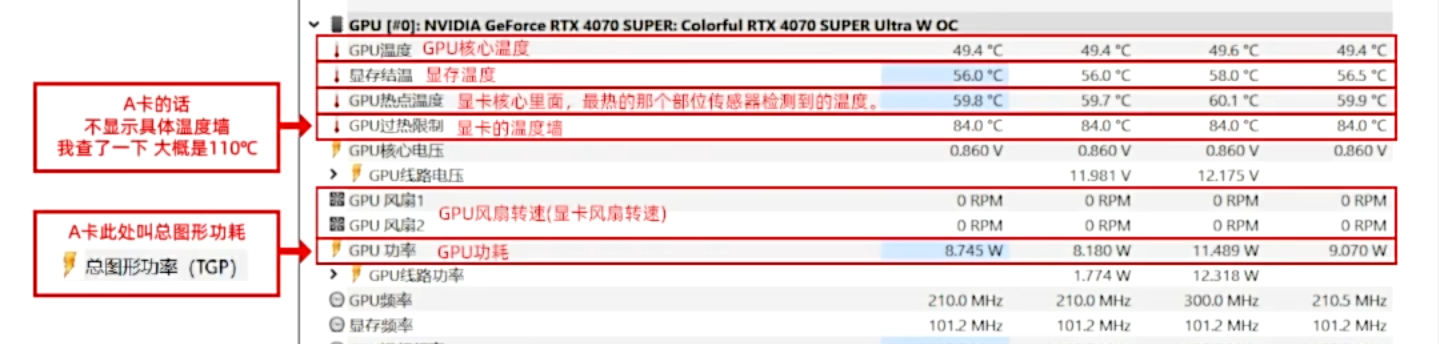 GPU [#0]: NVIDIA GeForce RTX 4070 SUPER: Colorful RTX 4070 SUPER Ultra W OC
GPU温度 GPU核心温度 49.4 °C 49.4 °C 49.6 °C 49.4 °C
显存结温 显存温度 56.0 °C 56.0 °C 58.0 °C 56.5 °C
GPU热点温度 显卡核心里面，最热的那个部位传感器检测到的温度。 59.8 °C 59.7 °C 60.1 °C 59.9 °C
GPU过热限制 显卡的温度墙 84.0 °C 84.0 °C 84.0 °C 84.0 °C
GPU核心电压 0.860 V 0.860 V 0.860 V 0.860 V
GPU线路电压 11.981 V 12.175 V
GPU 风扇1 0 RPM 0 RPM 0 RPM 0 RPM
GPU风扇转速(显卡风扇转速)
GPU 风扇2 0 RPM 0 RPM 0 RPM 0 RPM
GPU 功率 GPU功耗 8.745 W 8.180 W 11.489 W 9.070 W
GPU线路功率 1.774 W 12.318 W
GPU频率 210.0 MHz 210.0 MHz 300.0 MHz 210.5 MHz
显存频率 101.2 MHz 101.2 MHz 101.2 MHz 101.2 MHz
A卡的话
不显示具体温度墙
我查了一下 大概是110℃
A卡此处叫总图形功耗
总图形功率 (TGP)